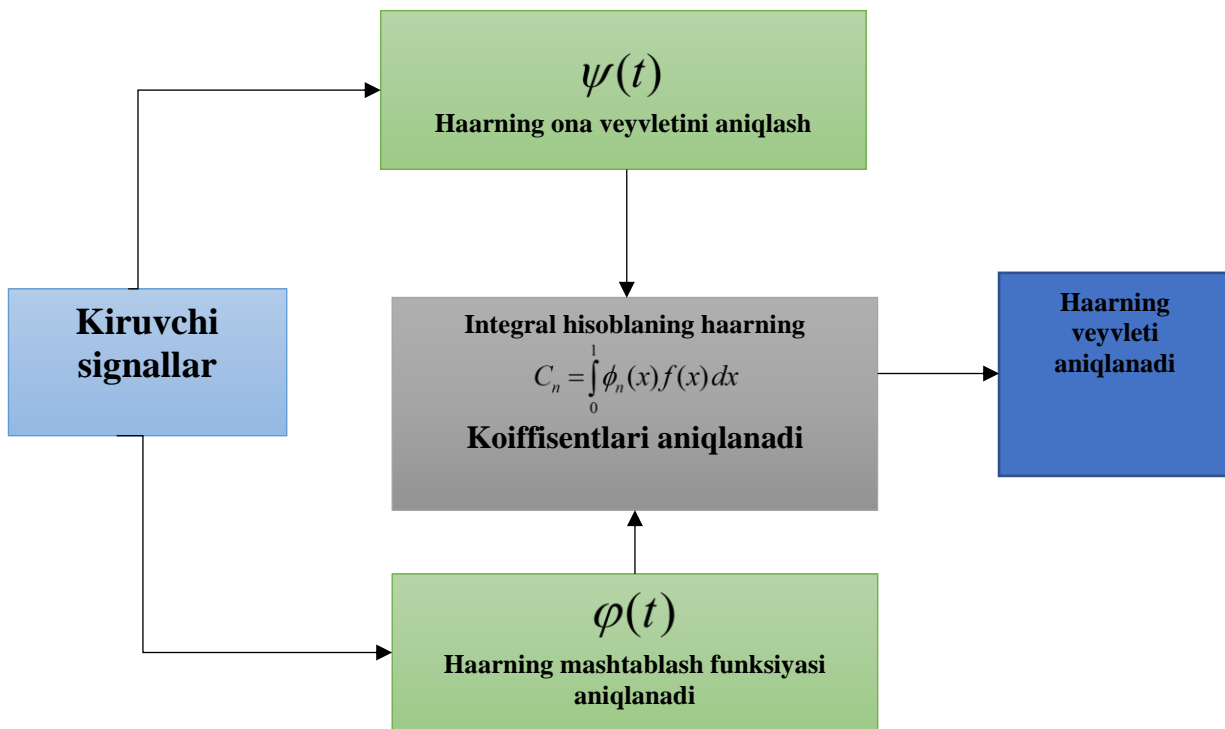 ψ(t)
Haarning ona veyvletini aniqlash
Kiruvchi
signallar
Integral hisoblaning haarning
C_n = ∫_0^1 ϕ_n(x) f(x) dx
Koiffisentlari aniqlanadi
Haarning
veyvleti
aniqlanadi
φ(t)
Haarning mashtablash funksiyasi
aniqlanadi